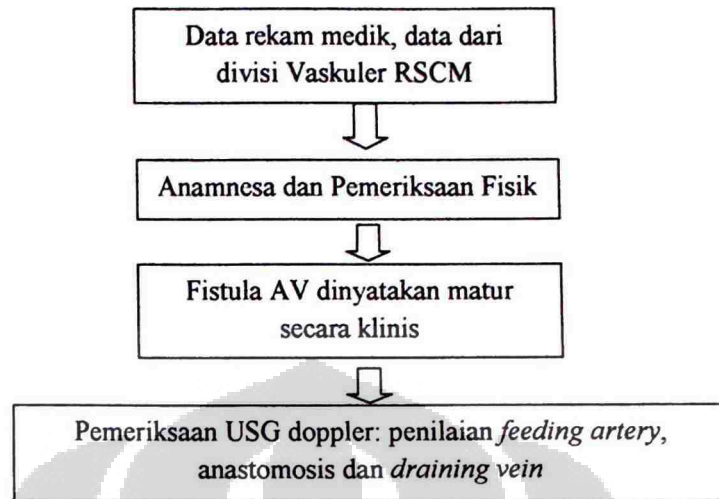 Data rekam medik, data dari
divisi Vaskuler RSCM
Anamnesa dan Pemeriksaan Fisik
Fistula AV dinyatakan matur
secara klinis
Pemeriksaan USG doppler: penilaian feeding artery,
anastomosis dan draining vein